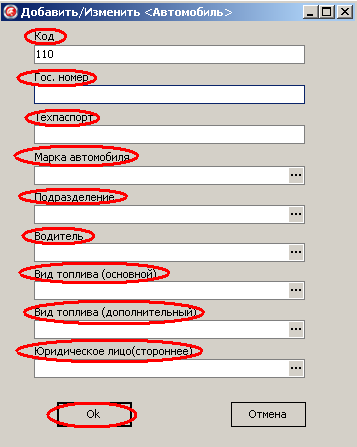 Добавить/Изменить <Автомобиль>
Код
110
Гос. номер
Техпаспорт
Марка автомобиля
...
Подразделение
...
Водитель
...
Вид топлива (основной)
...
Вид топлива (дополнительный)
...
Юридическое лицо(стороннее)
...
Ok Отмена